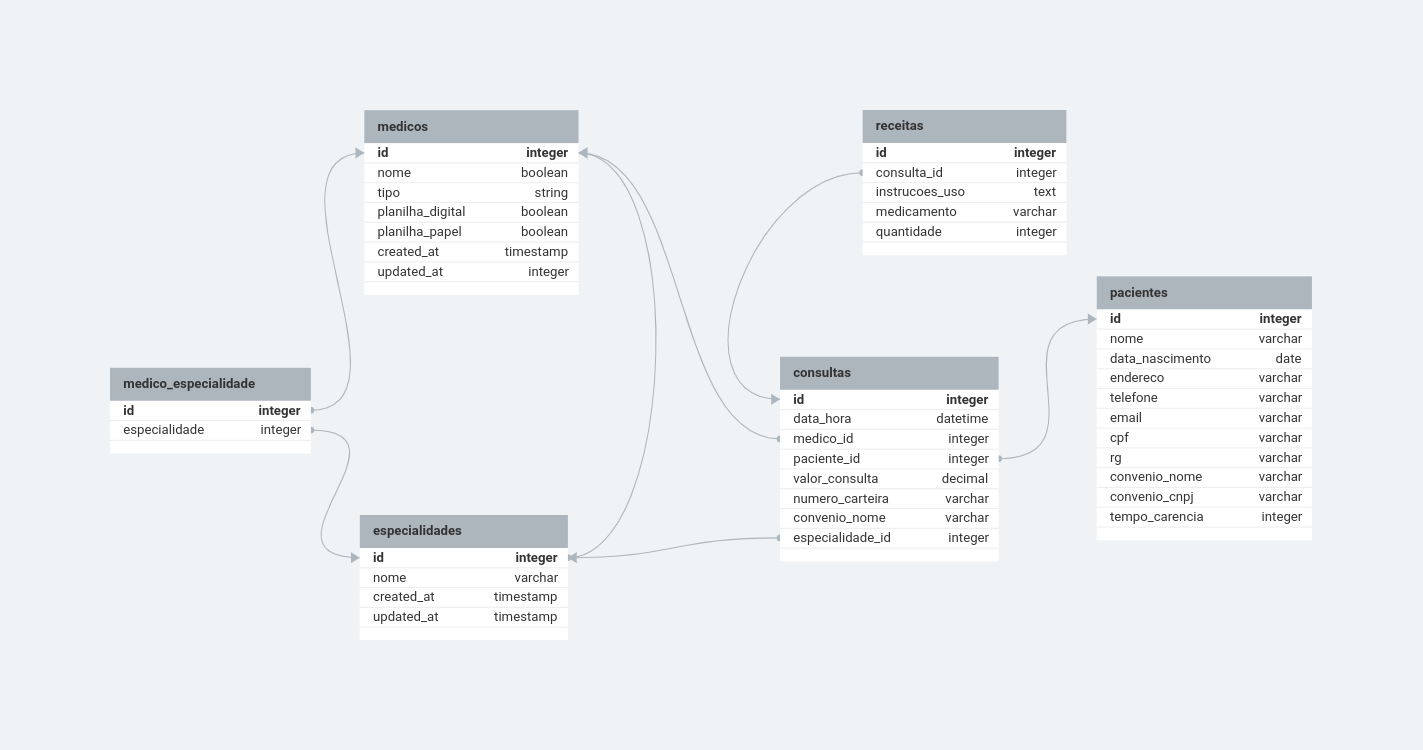 medicos
id integer
nome boolean
tipo string
planilha_digital boolean
planilha_papel boolean
created_at timestamp
updated_at integer
receitas
id integer
consulta_id integer
instrucoes_uso text
medicamento varchar
quantidade integer
pacientes
id integer
nome varchar
data_nascimento date
endereco varchar
telefone varchar
email varchar
cpf varchar
rg varchar
convenio_nome varchar
convenio_cnpj varchar
tempo_carencia integer
medico_especialidade
id integer
especialidade integer
consultas
id integer
data_hora datetime
medico_id integer
paciente_id integer
valor_consulta decimal
numero_carteira varchar
convenio_nome varchar
especialidade_id integer
especialidades
id integer
nome varchar
created_at timestamp
updated_at timestamp